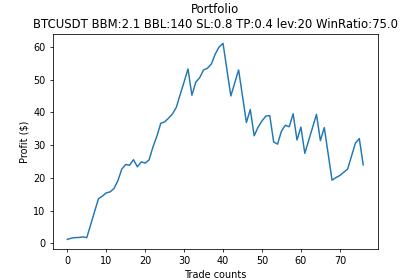 Portfolio
BTCUSDT BBM:2.1 BBL:140 SL:0.8 TP:0.4 lev:20 WinRatio:75.0
60
50
40
30
20
10
0
Profit ($)
0 10 20 30 40 50 60 70
Trade counts